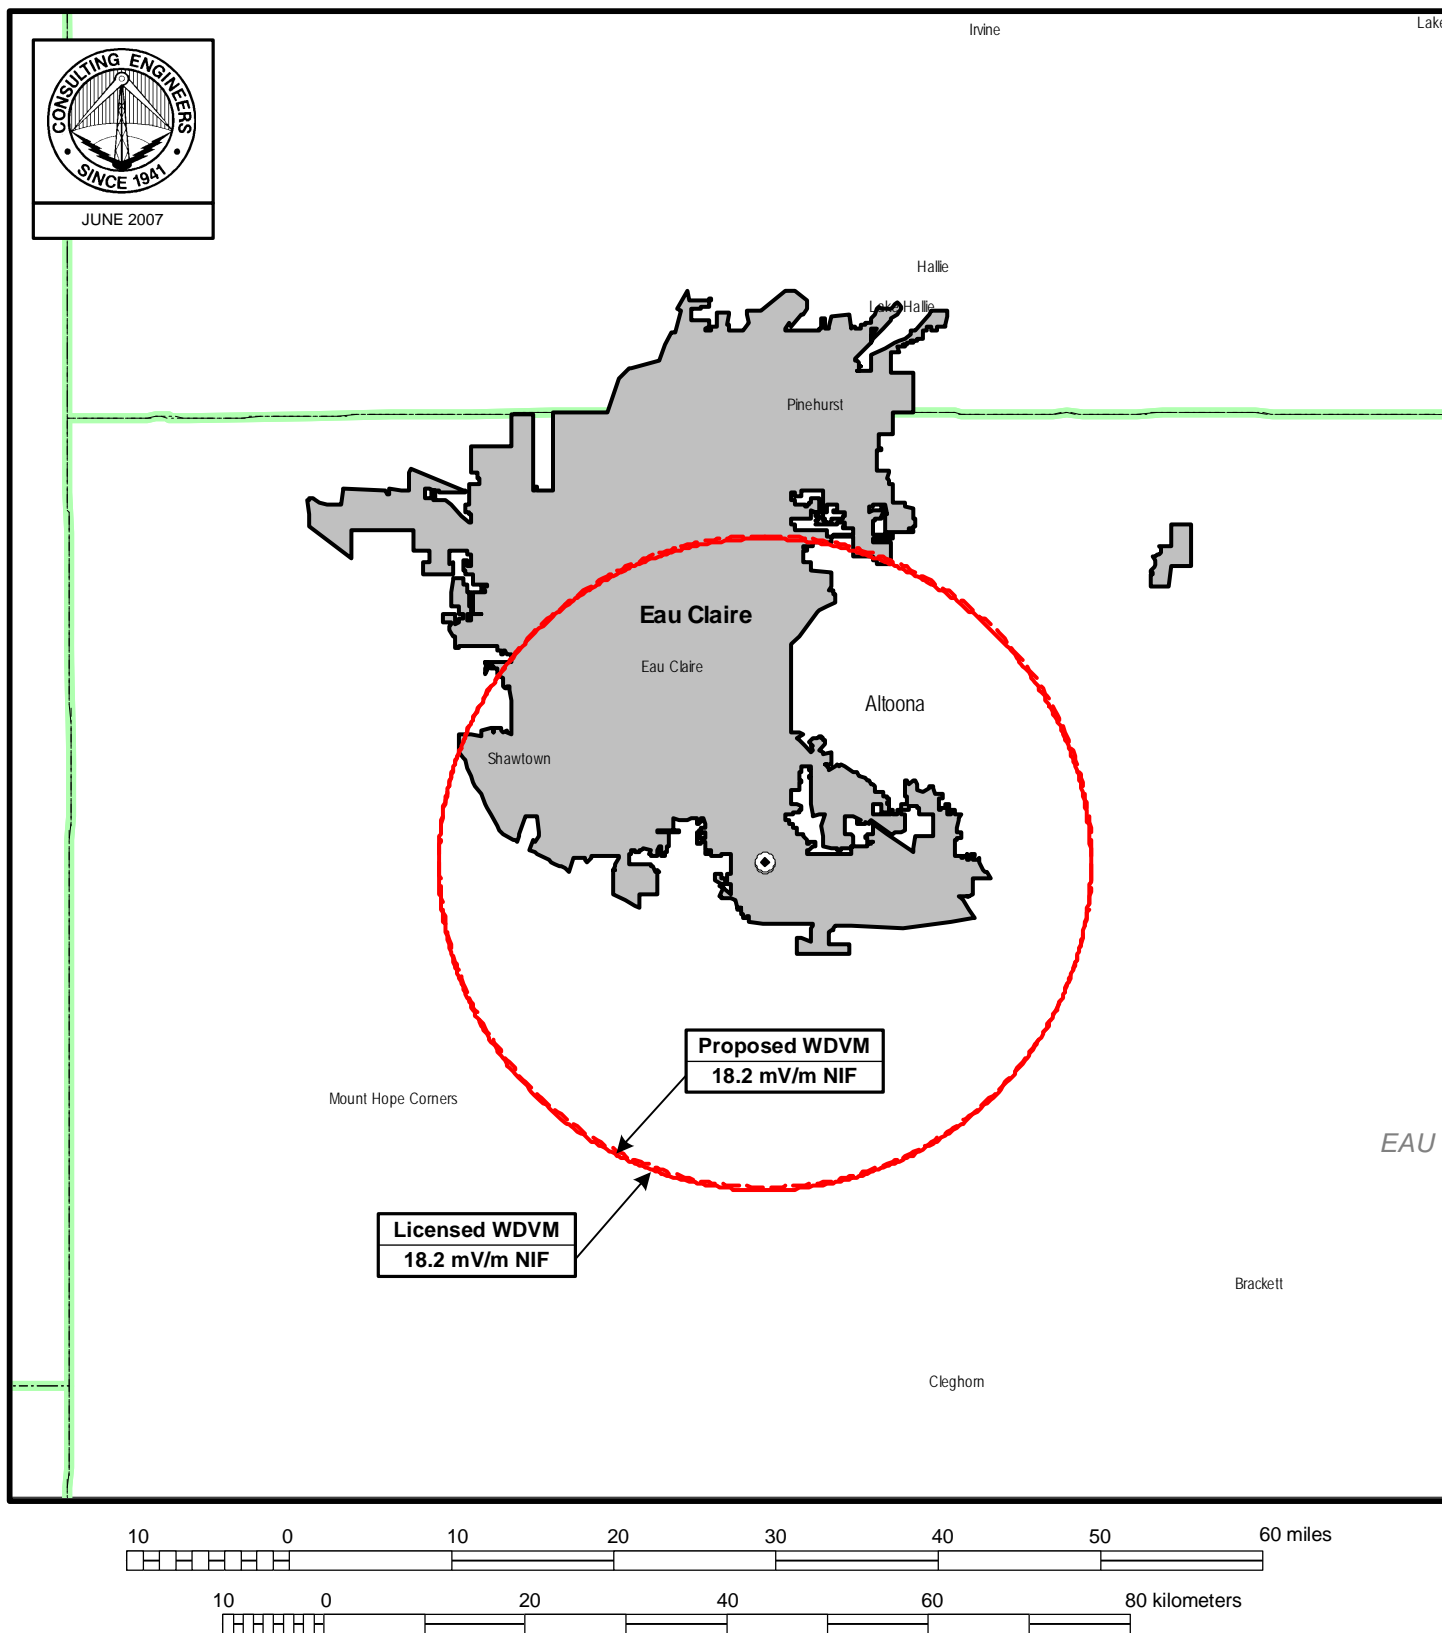 Irvine
Lake
CONSULTING ENGINEERS
SINCE 1941
JUNE 2007
Hallie
Lake Hallie
Pinehurst
Eau Claire
Eau Claire
Altoona
Shawtown
Proposed WDVM
18.2 mV/m NIF
Mount Hope Corners
EAU
Licensed WDVM
18.2 mV/m NIF
Brackett
Cleghorn
10 0 10 20 30 40 50 60 miles
10 0 20 40 60 80 kilometers